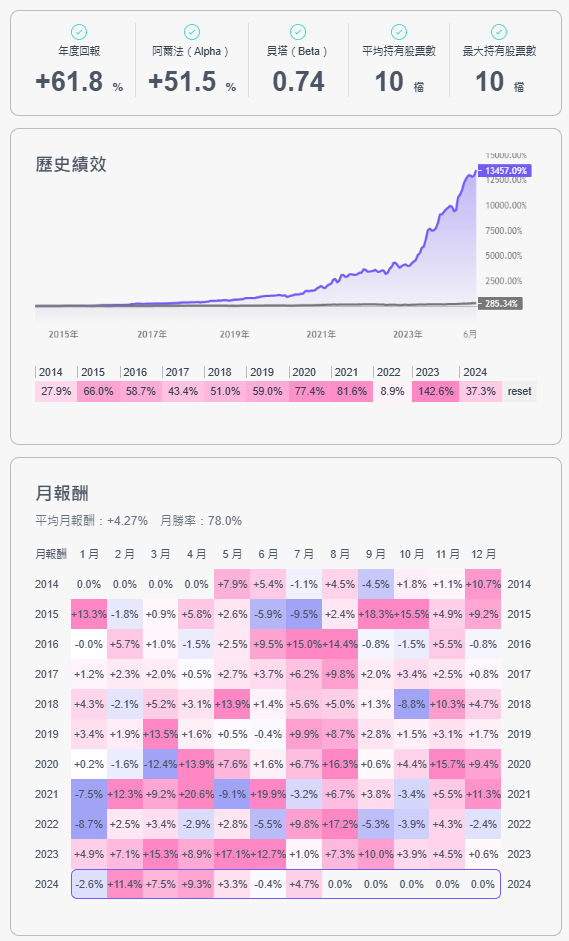 年度回報 阿爾法（Alpha） 貝塔（Beta） 平均持有股票數 最大持有股票數
+61.8 % +51.5 % 0.74 10 檔 10 檔
歷史績效
15000.00%
13457.09%
12500.00%
10000.00%
7500.00%
5000.00%
2500.00%
285.34%
2015年 2017年 2019年 2021年 2023年 6月
2014 2015 2016 2017 2018 2019 2020 2021 2022 2023 2024
27.9% 66.0% 58.7% 43.4% 51.0% 59.0% 77.4% 81.6% 8.9% 142.6% 37.3% reset
月報酬
平均月報酬：+4.27% 月勝率：78.0%
月報酬 1 月 2 月 3 月 4 月 5 月 6 月 7 月 8 月 9 月 10 月 11 月 12 月
2014 0.0% 0.0% 0.0% 0.0% +7.9% +5.4% -1.1% +4.5% -4.5% +1.8% +1.1% +10.7% 2014
2015 +13.3% -1.8% +0.9% +5.8% +2.6% -5.9% -9.5% +2.4% +18.3% +15.5% +4.9% +9.2% 2015
2016 -0.0% +5.7% +1.0% -1.5% +2.5% +9.5% +15.0% +14.4% -0.8% -1.5% +5.5% -0.8% 2016
2017 +1.2% +2.3% +2.0% +0.5% +2.7% +3.7% +6.2% +9.8% +2.0% +3.4% +2.5% +0.8% 2017
2018 +4.3% -2.1% +5.2% +3.1% +13.9% +1.4% +5.6% +5.0% +1.3% -8.8% +10.3% +4.7% 2018
2019 +3.4% +1.9% +13.5% +1.6% +0.5% -0.4% +9.9% +8.7% +2.8% +1.5% +3.1% +1.7% 2019
2020 +0.2% -1.6% -12.4% +13.9% +7.6% +1.6% +6.7% +16.3% +0.6% +4.4% +15.7% +9.4% 2020
2021 -7.5% +12.3% +9.2% +20.6% -9.1% +19.9% -3.2% +6.7% +3.8% -3.4% +5.5% +11.3% 2021
2022 -8.7% +2.5% +3.4% -2.9% +2.8% -5.5% +9.8% +17.2% -5.3% -3.9% +4.3% -2.4% 2022
2023 +4.9% +7.1% +15.3% +8.9% +17.1% +12.7% +1.0% +7.3% +10.0% +3.9% +4.5% +0.6% 2023
2024 -2.6% +11.4% +7.5% +9.3% +3.3% -0.4% +4.7% 0.0% 0.0% 0.0% 0.0% 0.0% 2024